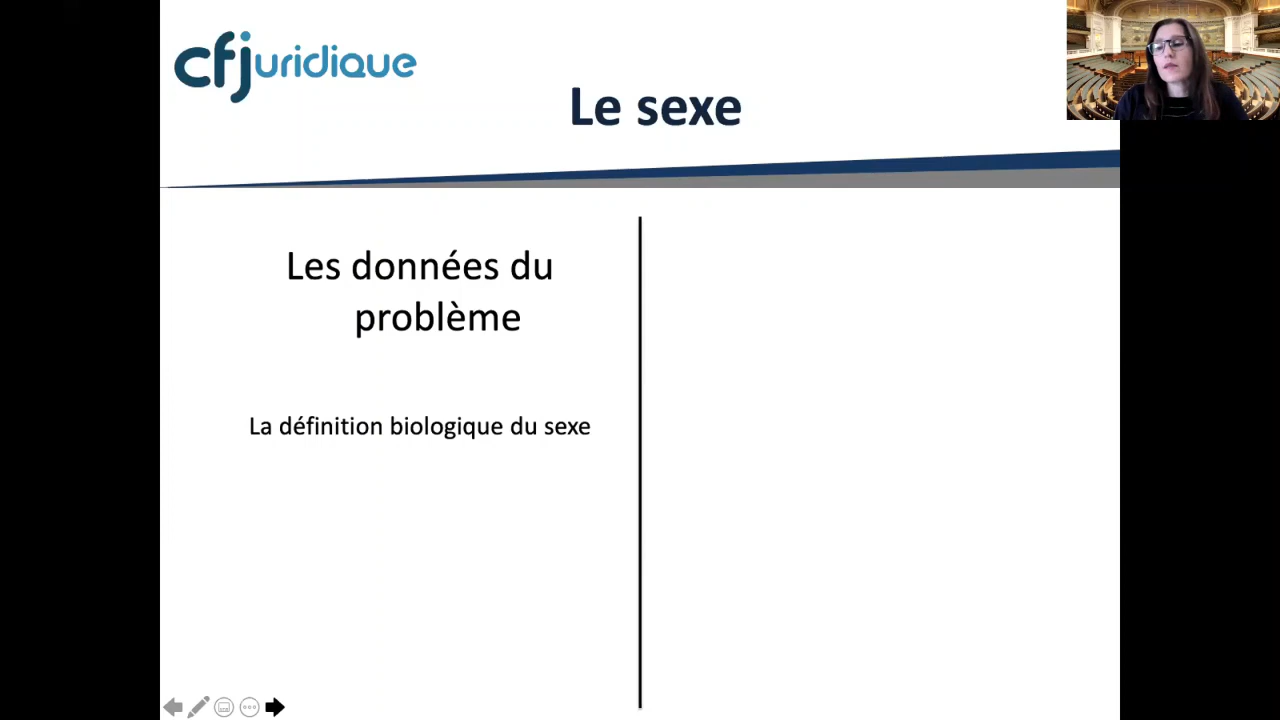 cfjuridique
Le sexe
Les données du
problème
La définition biologique du sexe